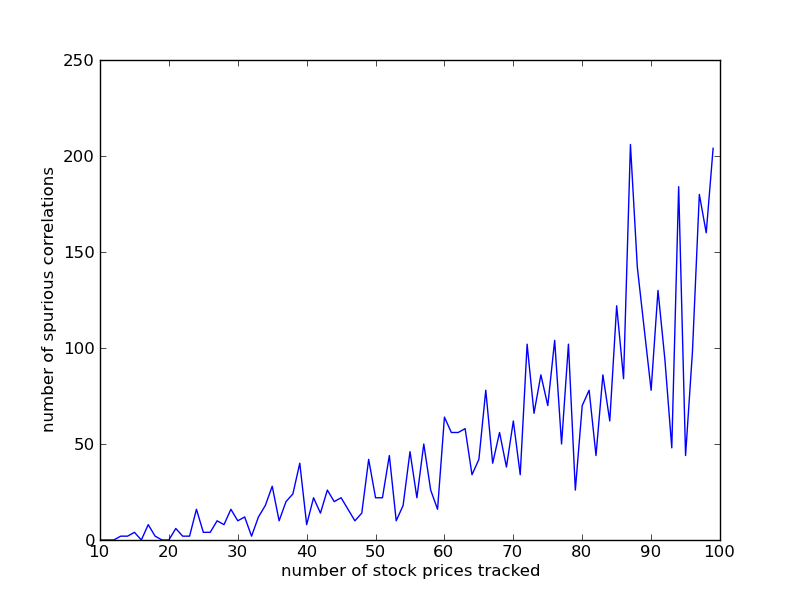 250
200
150
100
50
0
10 20 30 40 50 60 70 80 90 100
number of stock prices tracked
number of spurious correlations